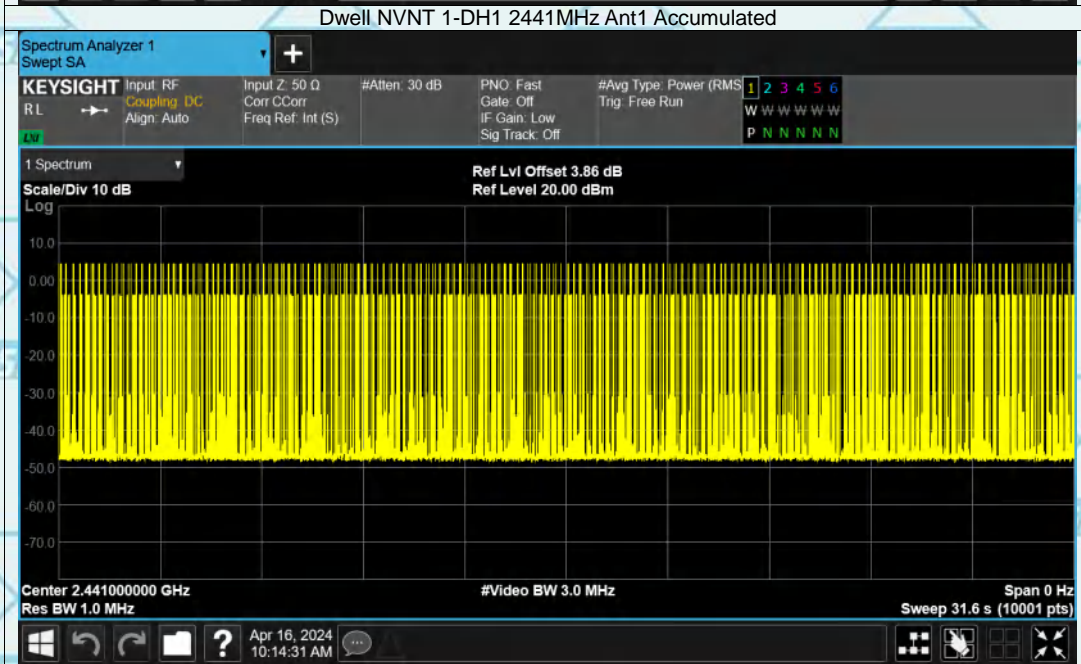 Dwell NVNT 1-DH1 2441MHz Ant1 Accumulated
Spectrum Analyzer 1
Swept SA
+
KEYSIGHT
RL
LXI
Input: RF
Coupling: DC
Align: Auto
Input Z: 50 Ω
Corr CCorr
Freq Ref: Int (S)
#Atten: 30 dB
PNO: Fast
Gate: Off
IF Gain: Low
Sig Track: Off
#Avg Type: Power (RMS
Trig: Free Run
1 2 3 4 5 6
W W W W W W
P N N N N N
1 Spectrum
Scale/Div 10 dB
Ref Lvl Offset 3.86 dB
Ref Level 20.00 dBm
Log
10.0
0.00
-10.0
-20.0
-30.0
-40.0
-50.0
-60.0
-70.0
Center 2.441000000 GHz
#Video BW 3.0 MHz
Span 0 Hz
Res BW 1.0 MHz
Sweep 31.6 s (10001 pts)
?
Apr 16, 2024
10:14:31 AM